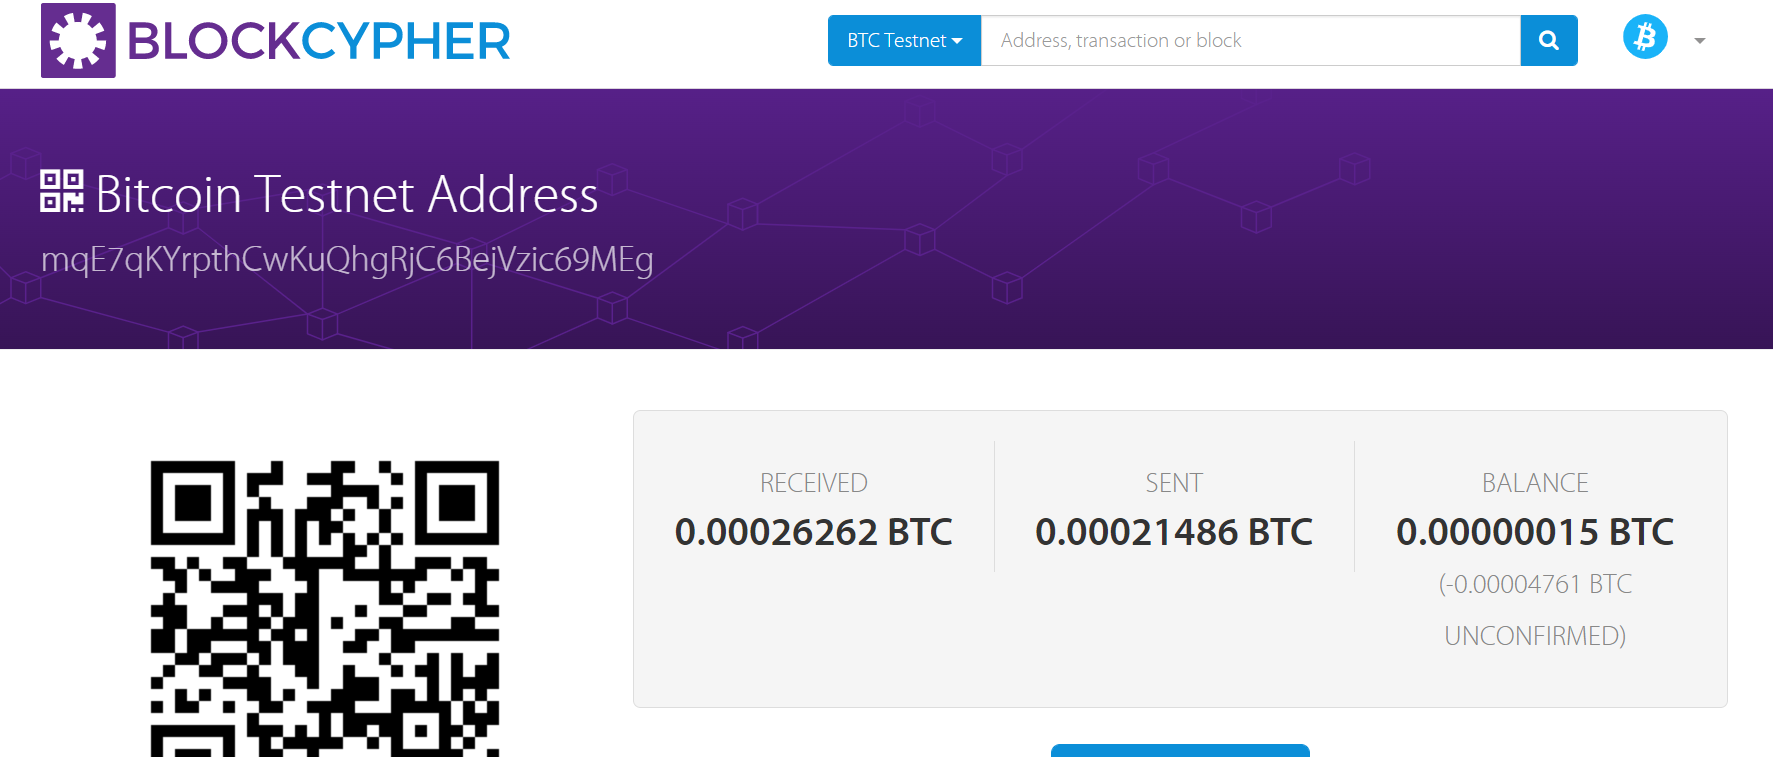 BLOCKCYPHER
BTC Testnet
Address, transaction or block
Bitcoin Testnet Address
mqE7qKYrpthCwKuQhgRjC6BejVzic69MEg
RECEIVED
0.00026262 BTC
SENT
0.00021486 BTC
BALANCE
0.00000015 BTC
(-0.00004761 BTC
UNCONFIRMED)